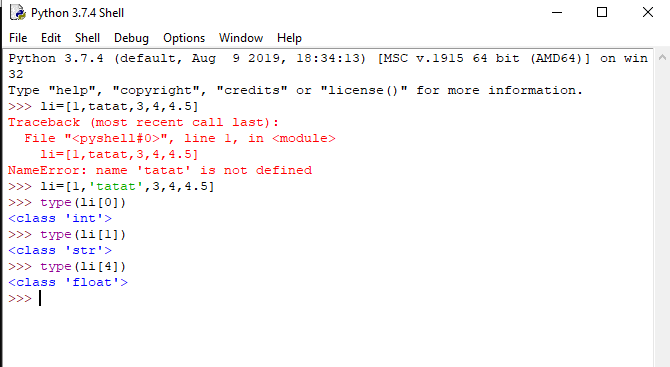 Python 3.7.4 Shell
File Edit Shell Debug Options Window Help
Python 3.7.4 (default, Aug  9 2019, 18:34:13) [MSC v.1915 64 bit (AMD64)] on win
32
Type "help", "copyright", "credits" or "license()" for more information.
>>> li=[1,tatat,3,4,4.5]
Traceback (most recent call last):
  File "<pyshell#0>", line 1, in <module>
    li=[1,tatat,3,4,4.5]
NameError: name 'tatat' is not defined
>>> li=[1,'tatat',3,4,4.5]
>>> type(li[0])
<class 'int'>
>>> type(li[1])
<class 'str'>
>>> type(li[4])
<class 'float'>
>>>